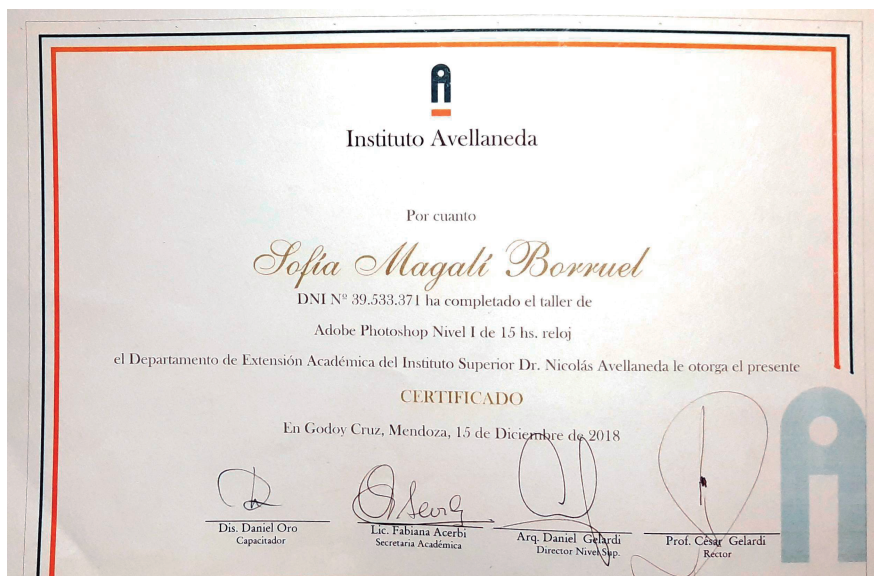 Instituto Avellaneda
Por cuanto
Sofía Magalí Borruel
DNI Nº 39.533.371 ha completado el taller de
Adobe Photoshop Nivel I de 15 hs. reloj
el Departamento de Extensión Académica del Instituto Superior Dr. Nicolás Avellaneda le otorga el presente
CERTIFICADO
En Godoy Cruz, Mendoza, 15 de Diciembre de 2018
Dis. Daniel Oro
Capacitador
Lic. Fabiana Acerbi
Secretaria Académica
Arq. Daniel Gelardi
Director Nivel Sup.
Prof. César Gelardi
Rector